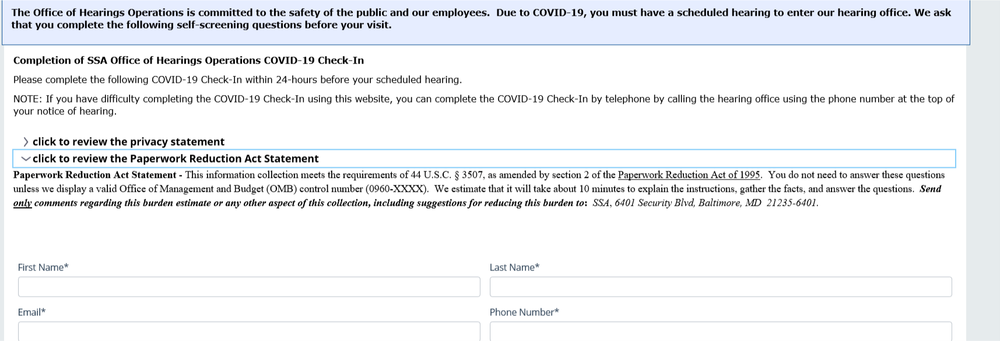 The Office of Hearings Operations is committed to the safety of the public and our employees.  Due to COVID-19, you must have a scheduled hearing to enter our hearing office. We ask
that you complete the following self-screening questions before your visit.
Completion of SSA Office of Hearings Operations COVID-19 Check-In
Please complete the following COVID-19 Check-In within 24-hours before your scheduled hearing.
NOTE: If you have difficulty completing the COVID-19 Check-In using this website, you can complete the COVID-19 Check-In by telephone by calling the hearing office using the phone number at the top of
your notice of hearing.
click to review the privacy statement
click to review the Paperwork Reduction Act Statement
Paperwork Reduction Act Statement - This information collection meets the requirements of 44 U.S.C. § 3507, as amended by section 2 of the Paperwork Reduction Act of 1995.  You do not need to answer these questions
unless we display a valid Office of Management and Budget (OMB) control number (0960-XXXX).  We estimate that it will take about 10 minutes to explain the instructions, gather the facts, and answer the questions.  Send
only comments regarding this burden estimate or any other aspect of this collection, including suggestions for reducing this burden to:  SSA, 6401 Security Blvd, Baltimore, MD  21235-6401.
First Name*
Last Name*
Email*
Phone Number*